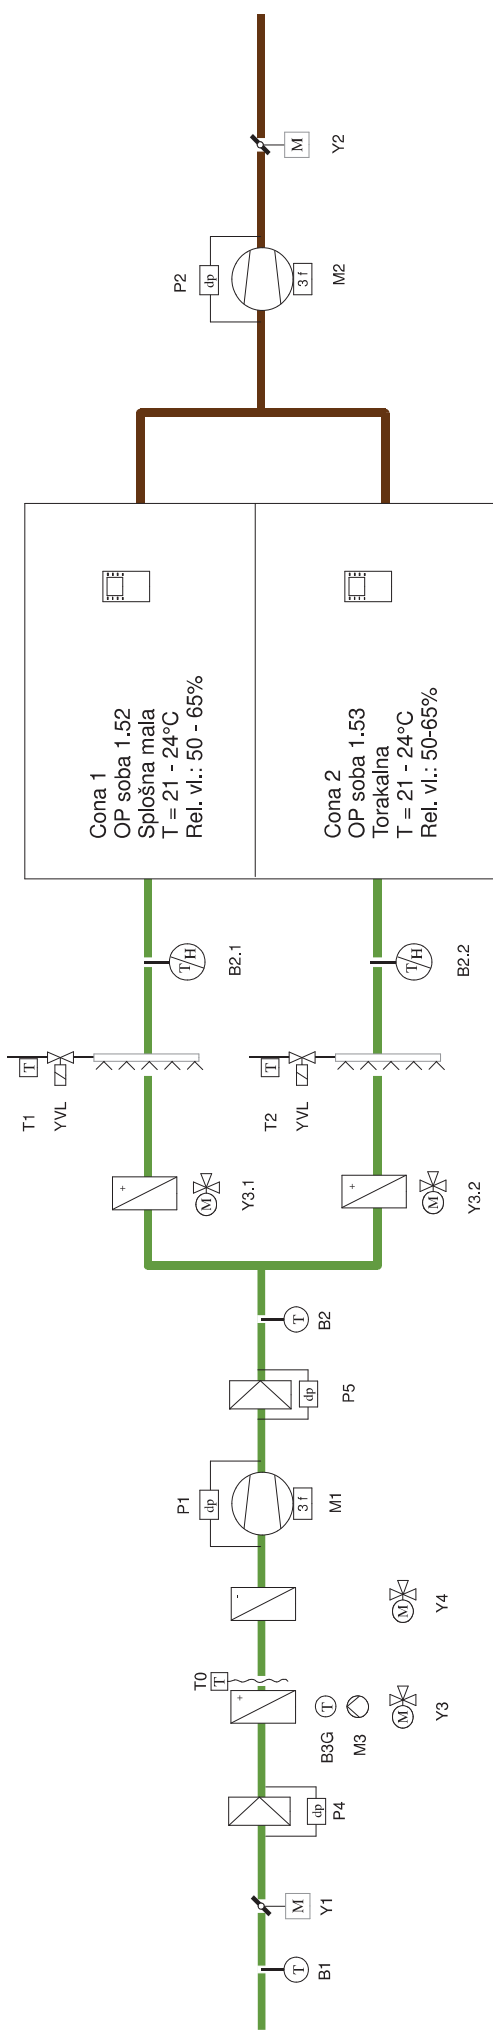 B1
T
Y1
M
P4
dp
T0
T
+
B3G
T
M3
Y3
M
-
Y4
M
P1
dp
3 f
M1
P5
dp
B2
T
+
Y3.1
M
T1
T
YVL
B2.1
T H
+
Y3.2
M
T2
T
YVL
B2.2
T H
Cona 1
OP soba 1.52
Splošna mala
T = 21 - 24°C
Rel. vl.: 50 - 65%
Cona 2
OP soba 1.53
Torakalna
T = 21 - 24°C
Rel. vl.: 50-65%
P2
dp
3 f
M2
M
Y2